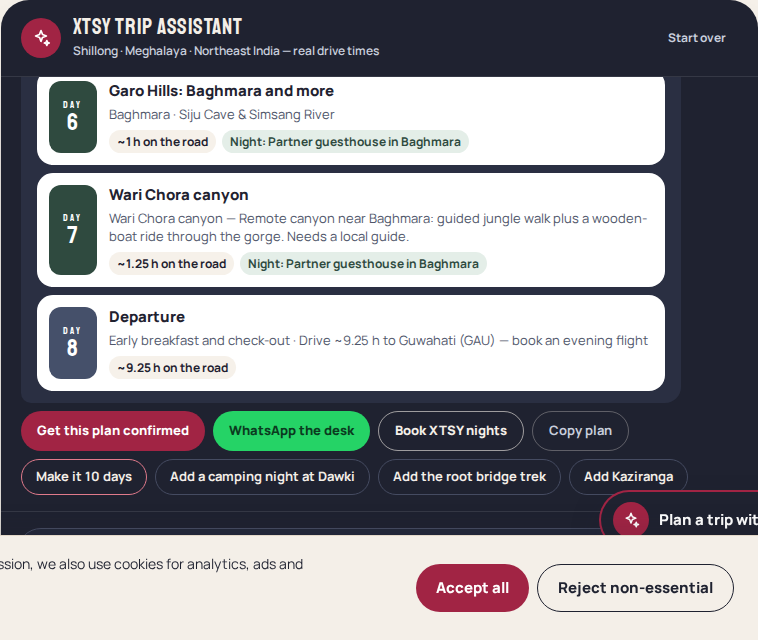 XTSY TRIP ASSISTANT
Shillong · Meghalaya · Northeast India — real drive times
Start over
DAY
6
Garo Hills: Baghmara and more
Baghmara · Siju Cave & Simsang River
~1 h on the road
Night: Partner guesthouse in Baghmara
DAY
7
Wari Chora canyon
Wari Chora canyon — Remote canyon near Baghmara: guided jungle walk plus a wooden-
boat ride through the gorge. Needs a local guide.
~1.25 h on the road
Night: Partner guesthouse in Baghmara
DAY
8
Departure
Early breakfast and check-out · Drive ~9.25 h to Guwahati (GAU) — book an evening flight
~9.25 h on the road
Get this plan confirmed
WhatsApp the desk
Book XTSY nights
Copy plan
Make it 10 days
Add a camping night at Dawki
Add the root bridge trek
Add Kaziranga
Plan a trip wit
ssion, we also use cookies for analytics, ads and
Accept all
Reject non-essential